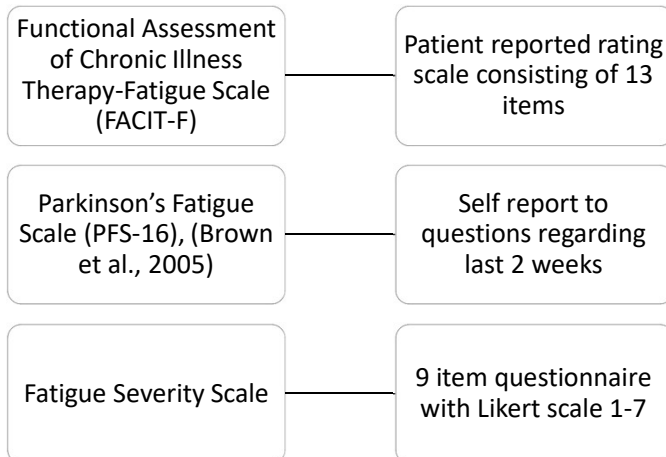 Functional Assessment
of Chronic Illness
Therapy-Fatigue Scale
(FACIT-F)
Patient reported rating
scale consisting of 13
items
Parkinson’s Fatigue
Scale (PFS-16), (Brown
et al., 2005)
Self report to
questions regarding
last 2 weeks
Fatigue Severity Scale
9 item questionnaire
with Likert scale 1-7